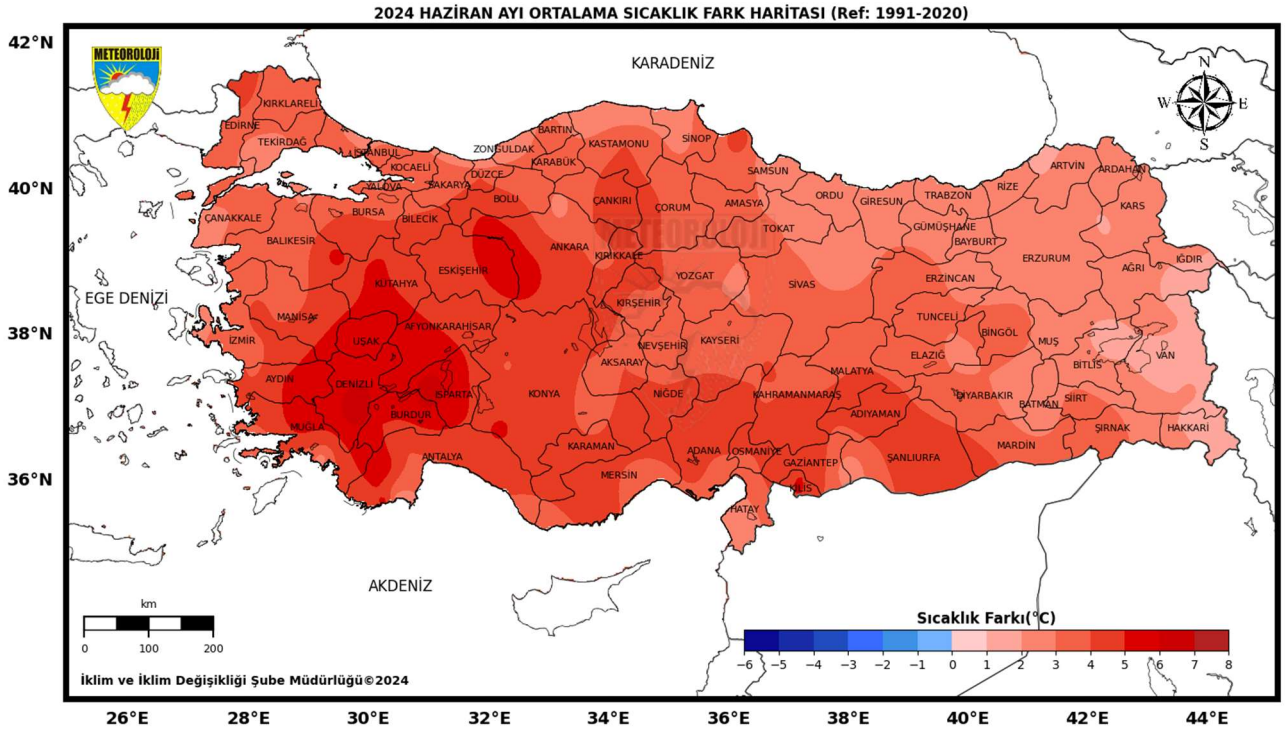 2024 HAZİRAN AYI ORTALAMA SICAKLIK FARK HARİTASI (Ref: 1991-2020)
42°N
40°N
38°N
36°N
METEOROLOJİ
KARADENİZ
N
W
E
S
KIRKLARELİ
EDİRNE
TEKİRDAĞ
İSTANBUL
KOCAELİ
YALOVA
SAKARYA
DÜZCE
ZONGULDAK
BARTIN
KARABÜK
KASTAMONU
SİNOP
SAMSUN
ORDU
GİRESUN
TRABZON
RİZE
ARTVİN
ARDAHAN
KARS
ÇANAKKALE
BURSA
BİLECİK
BOLU
ÇANKIRI
ÇORUM
AMASYA
TOKAT
GÜMÜŞHANE
BAYBURT
METEOROLOJİ
BALIKESİR
ESKİŞEHİR
ANKARA
KIRIKKALE
YOZGAT
SİVAS
ERZİNCAN
ERZURUM
AĞRI
IĞDIR
EGE DENİZİ
KÜTAHYA
KIRŞEHİR
MANİSA
AFYONKARAHİSAR
TUNCELİ
BİNGÖL
İZMİR
UŞAK
NEVŞEHİR
KAYSERİ
MUŞ
ELAZIĞ
VAN
BİTLİS
AKSARAY
AYDIN
DENİZLİ
ISPARTA
KONYA
NİĞDE
KAHRAMANMARAŞ
MALATYA
DİYARBAKIR
BATMAN
SİİRT
BURDUR
MUĞLA
ADIYAMAN
ŞIRNAK
HAKKARİ
ANTALYA
KARAMAN
MERSİN
ADANA
OSMANİYE
GAZİANTEP
ŞANLIURFA
MARDİN
KİLİS
HATAY
AKDENİZ
km
0 100 200
İklim ve İklim Değişikliği Şube Müdürlüğü©2024
Sıcaklık Farkı(°C)
−6 −5 −4 −3 −2 −1 0 1 2 3 4 5 6 7 8
26°E 28°E 30°E 32°E 34°E 36°E 38°E 40°E 42°E 44°E